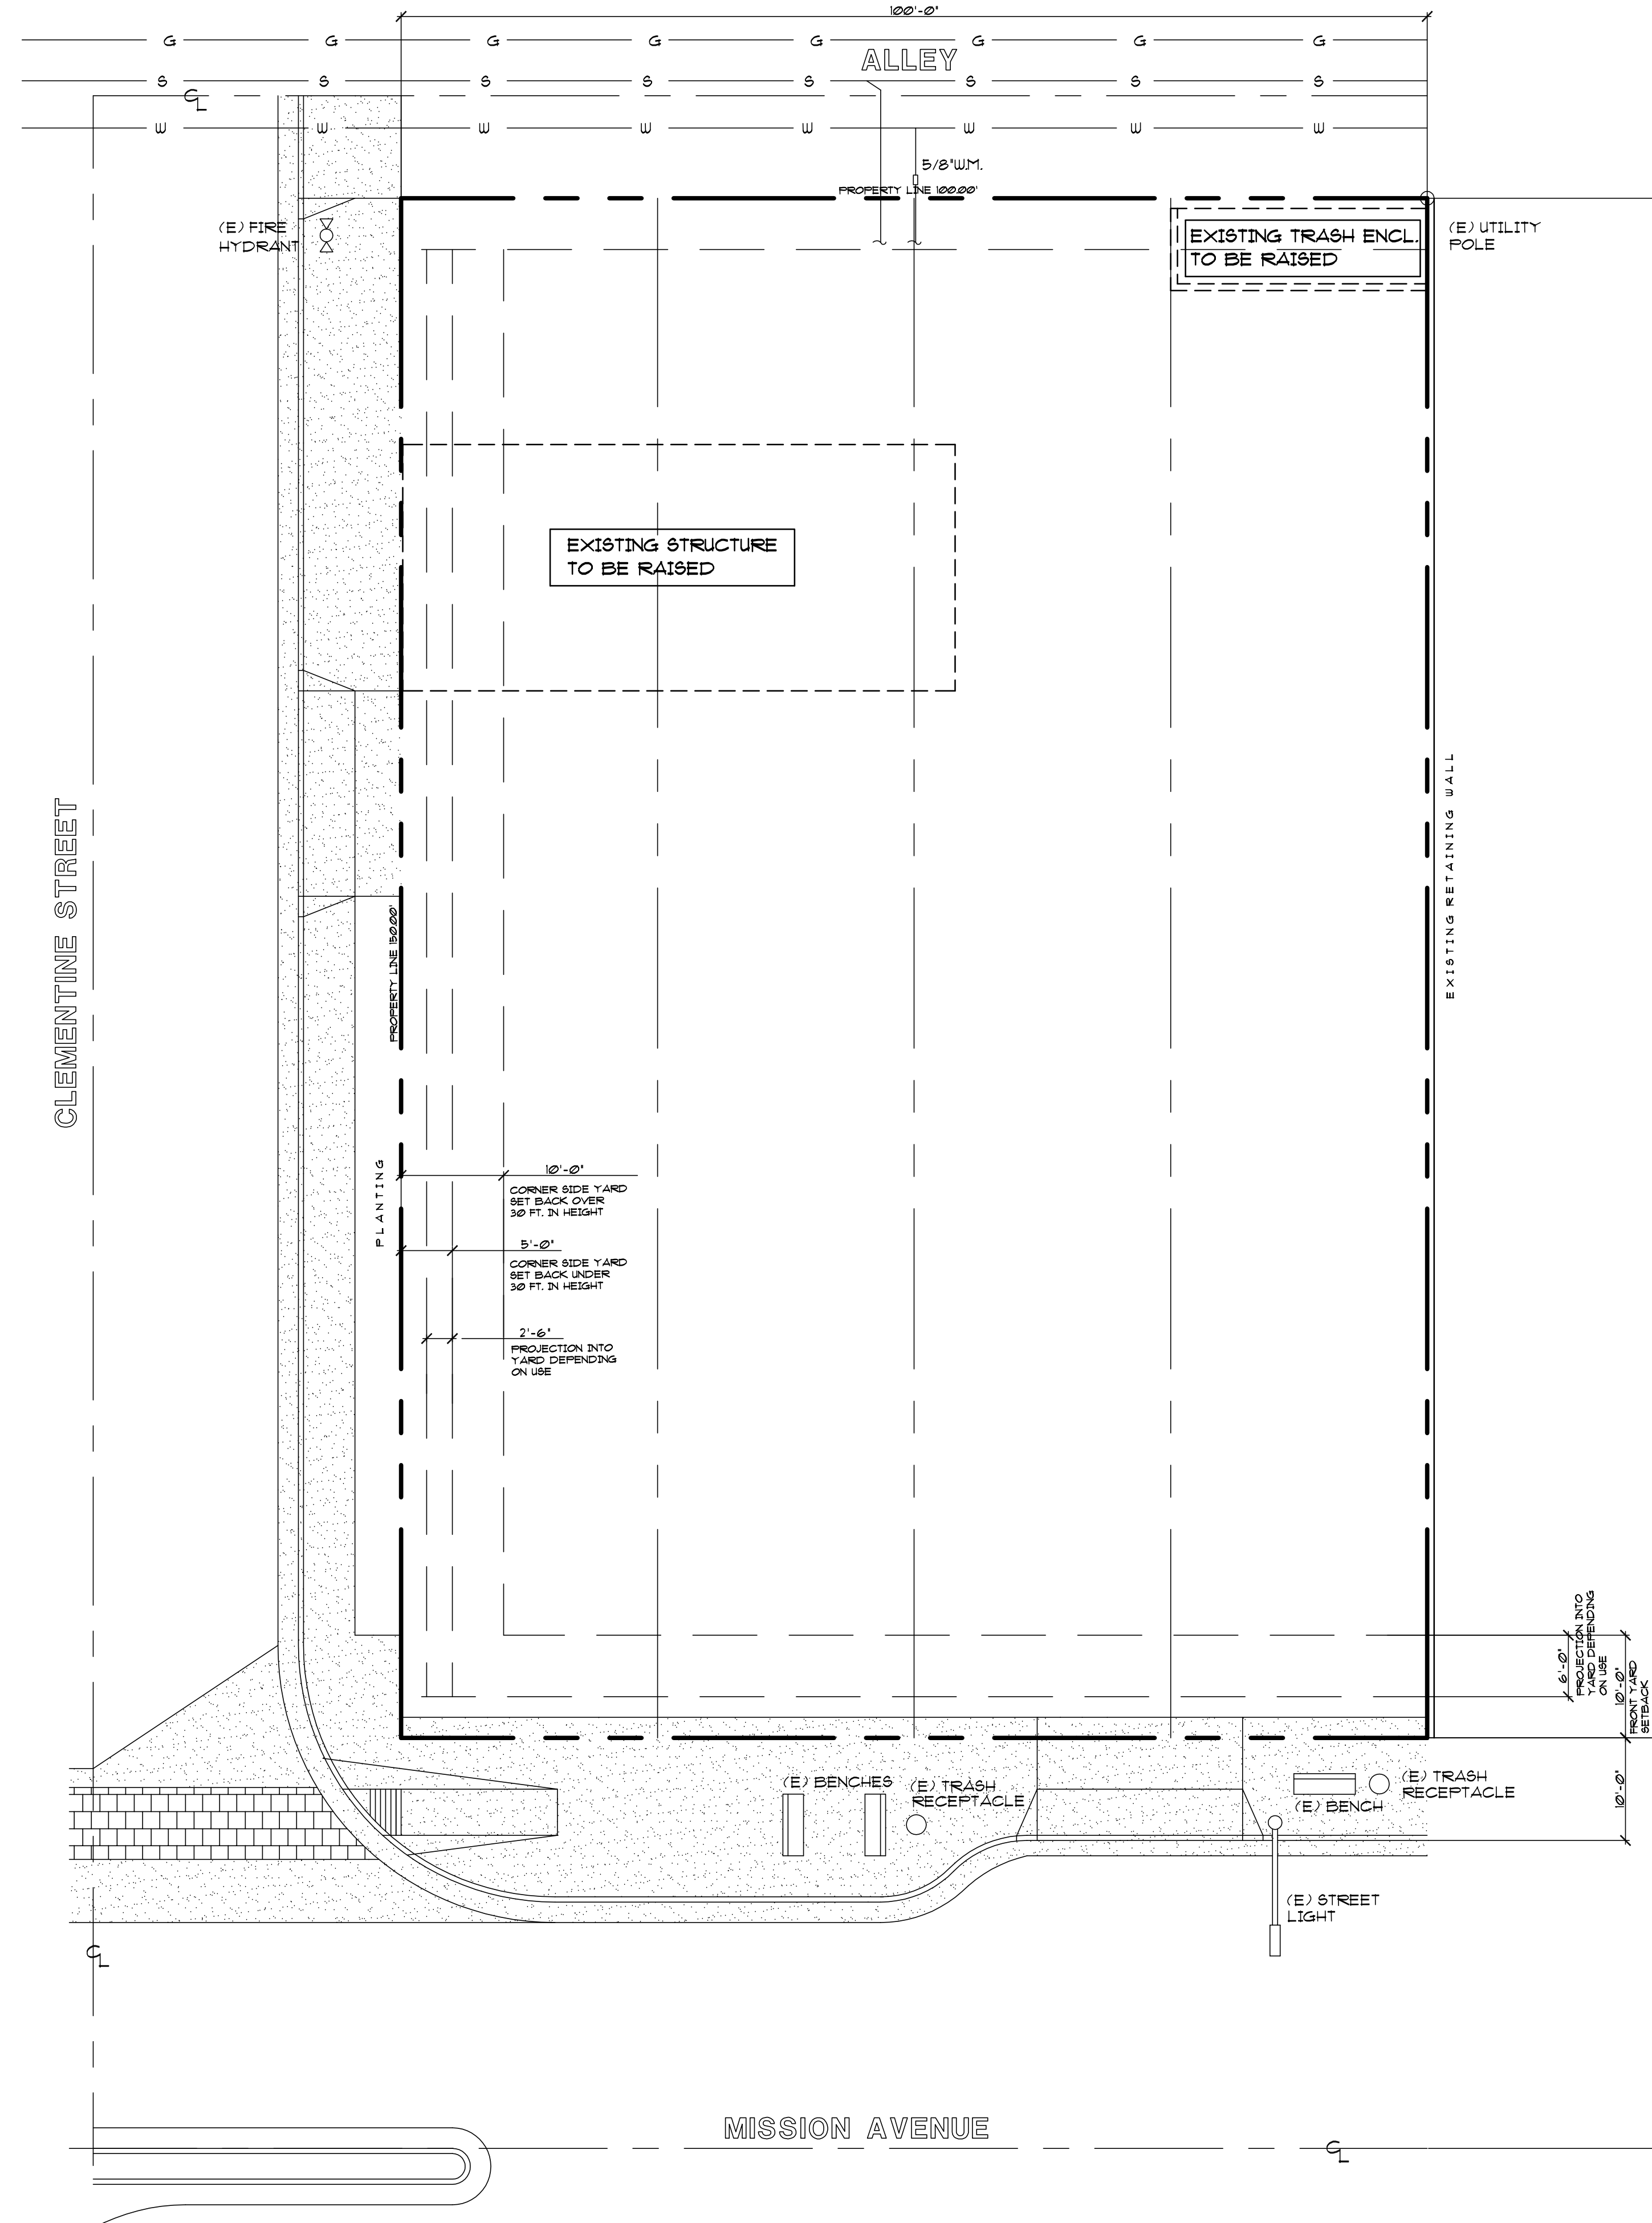 100'-0"
G G G G G G G G
ALLEY
S S S S S S S S
CL
W W W W W W W W
5/8"W.M.
PROPERTY LINE 100.00'
(E) FIRE
HYDRANT
EXISTING TRASH ENCL.
TO BE RAISED
(E) UTILITY
POLE
EXISTING STRUCTURE
TO BE RAISED
CLEMENTINE STREET
EXISTING RETAINING WALL
PROPERTY LINE 150.00'
PLANTING
10'-0"
CORNER SIDE YARD
SET BACK OVER
30 FT. IN HEIGHT
5'-0"
CORNER SIDE YARD
SET BACK UNDER
30 FT. IN HEIGHT
2'-6"
PROJECTION INTO
YARD DEPENDING
ON USE
6'-0"
PROJECTION INTO
YARD DEPENDING
ON USE
10'-0"
FRONT YARD
SETBACK
10'-0"
(E) BENCHES
(E) TRASH
RECEPTACLE
(E) BENCH
(E) TRASH
RECEPTACLE
(E) STREET
LIGHT
CL
MISSION AVENUE
CL